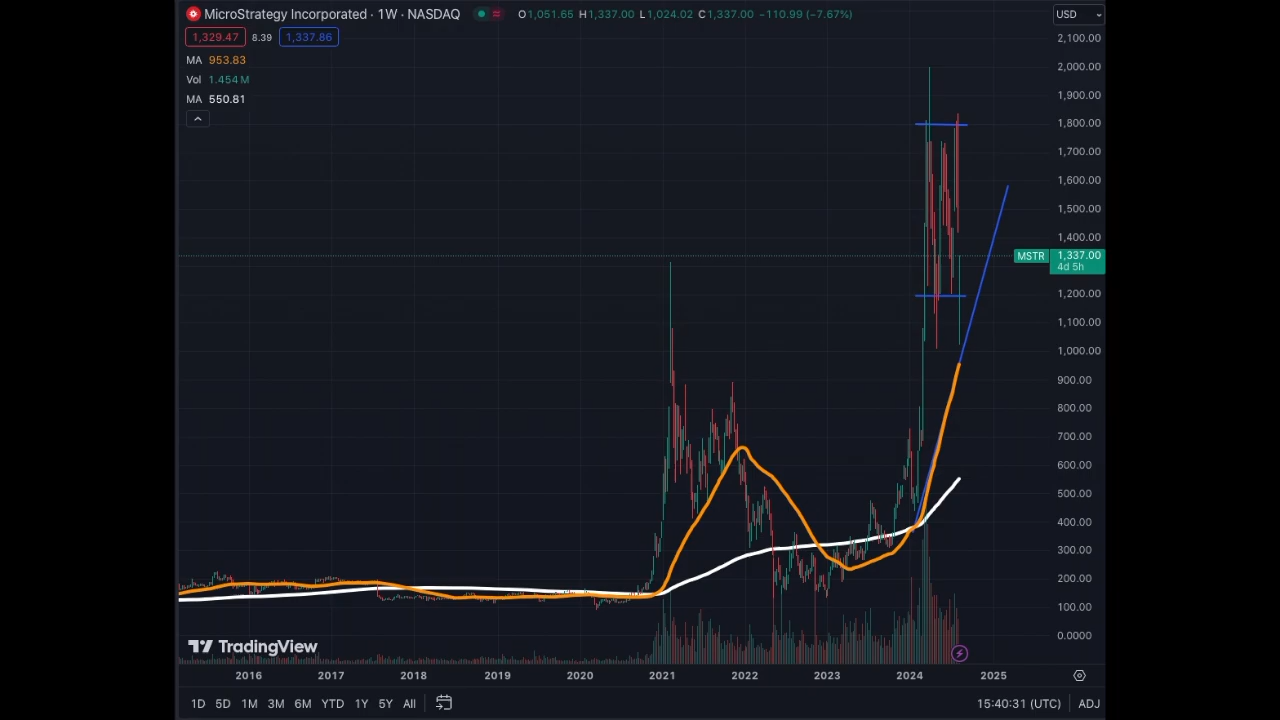 MicroStrategy Incorporated · 1W · NASDAQ O1,051.65 H1,337.00 L1,024.02 C1,337.00 −110.99 (−7.67%) USD
1,329.47 8.39 1,337.86
MA 953.83
Vol 1.454 M
MA 550.81
2,100.00
2,000.00
1,900.00
1,800.00
1,700.00
1,600.00
1,500.00
1,400.00
MSTR 1,337.00
4d 5h
1,200.00
1,100.00
1,000.00
900.00
800.00
700.00
600.00
500.00
400.00
300.00
200.00
100.00
0.0000
TradingView
2016 2017 2018 2019 2020 2021 2022 2023 2024 2025
1D 5D 1M 3M 6M YTD 1Y 5Y All 15:40:31 (UTC) ADJ